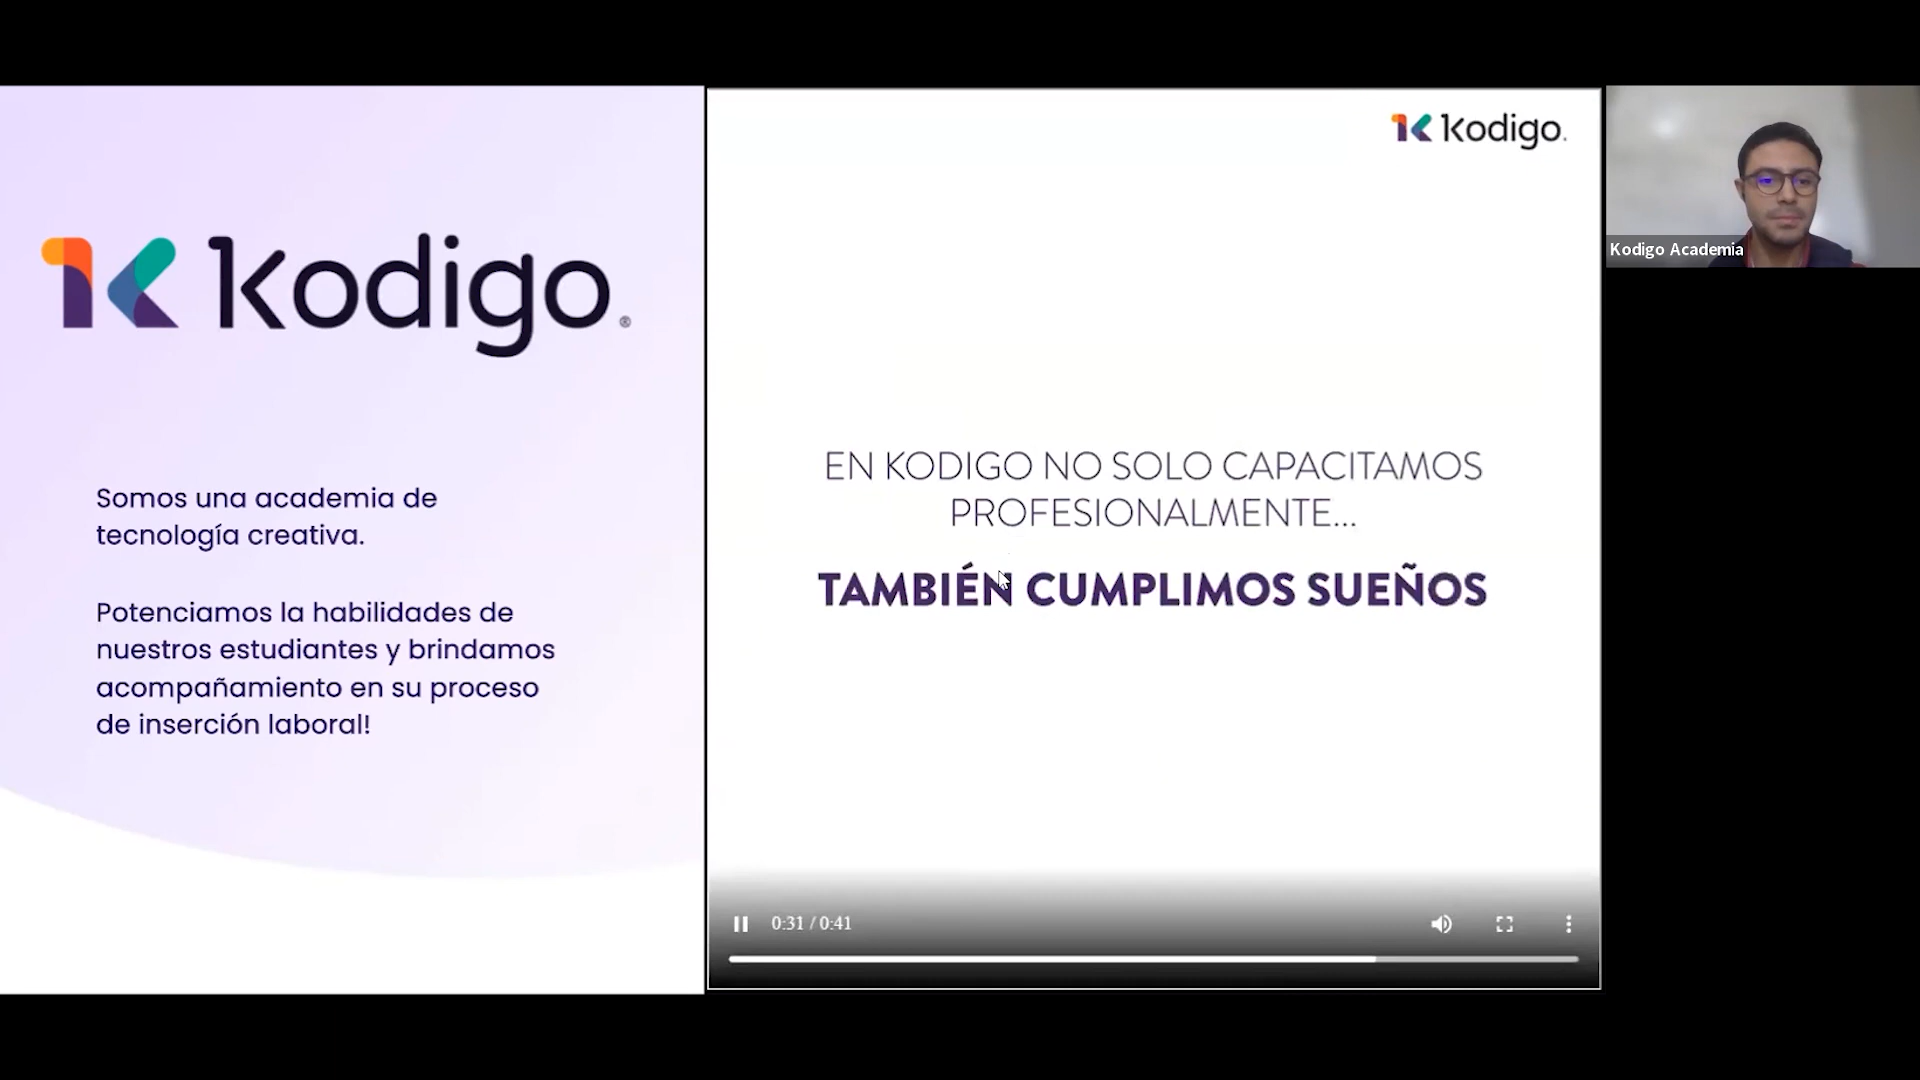 Kodigo®
Somos una academia de
tecnología creativa.
Potenciamos la habilidades de
nuestros estudiantes y brindamos
acompañamiento en su proceso
de inserción laboral!
Kodigo.
EN KODIGO NO SOLO CAPACITAMOS
PROFESIONALMENTE...
TAMBIÉN CUMPLIMOS SUEÑOS
0:31 / 0:41
Kodigo Academia